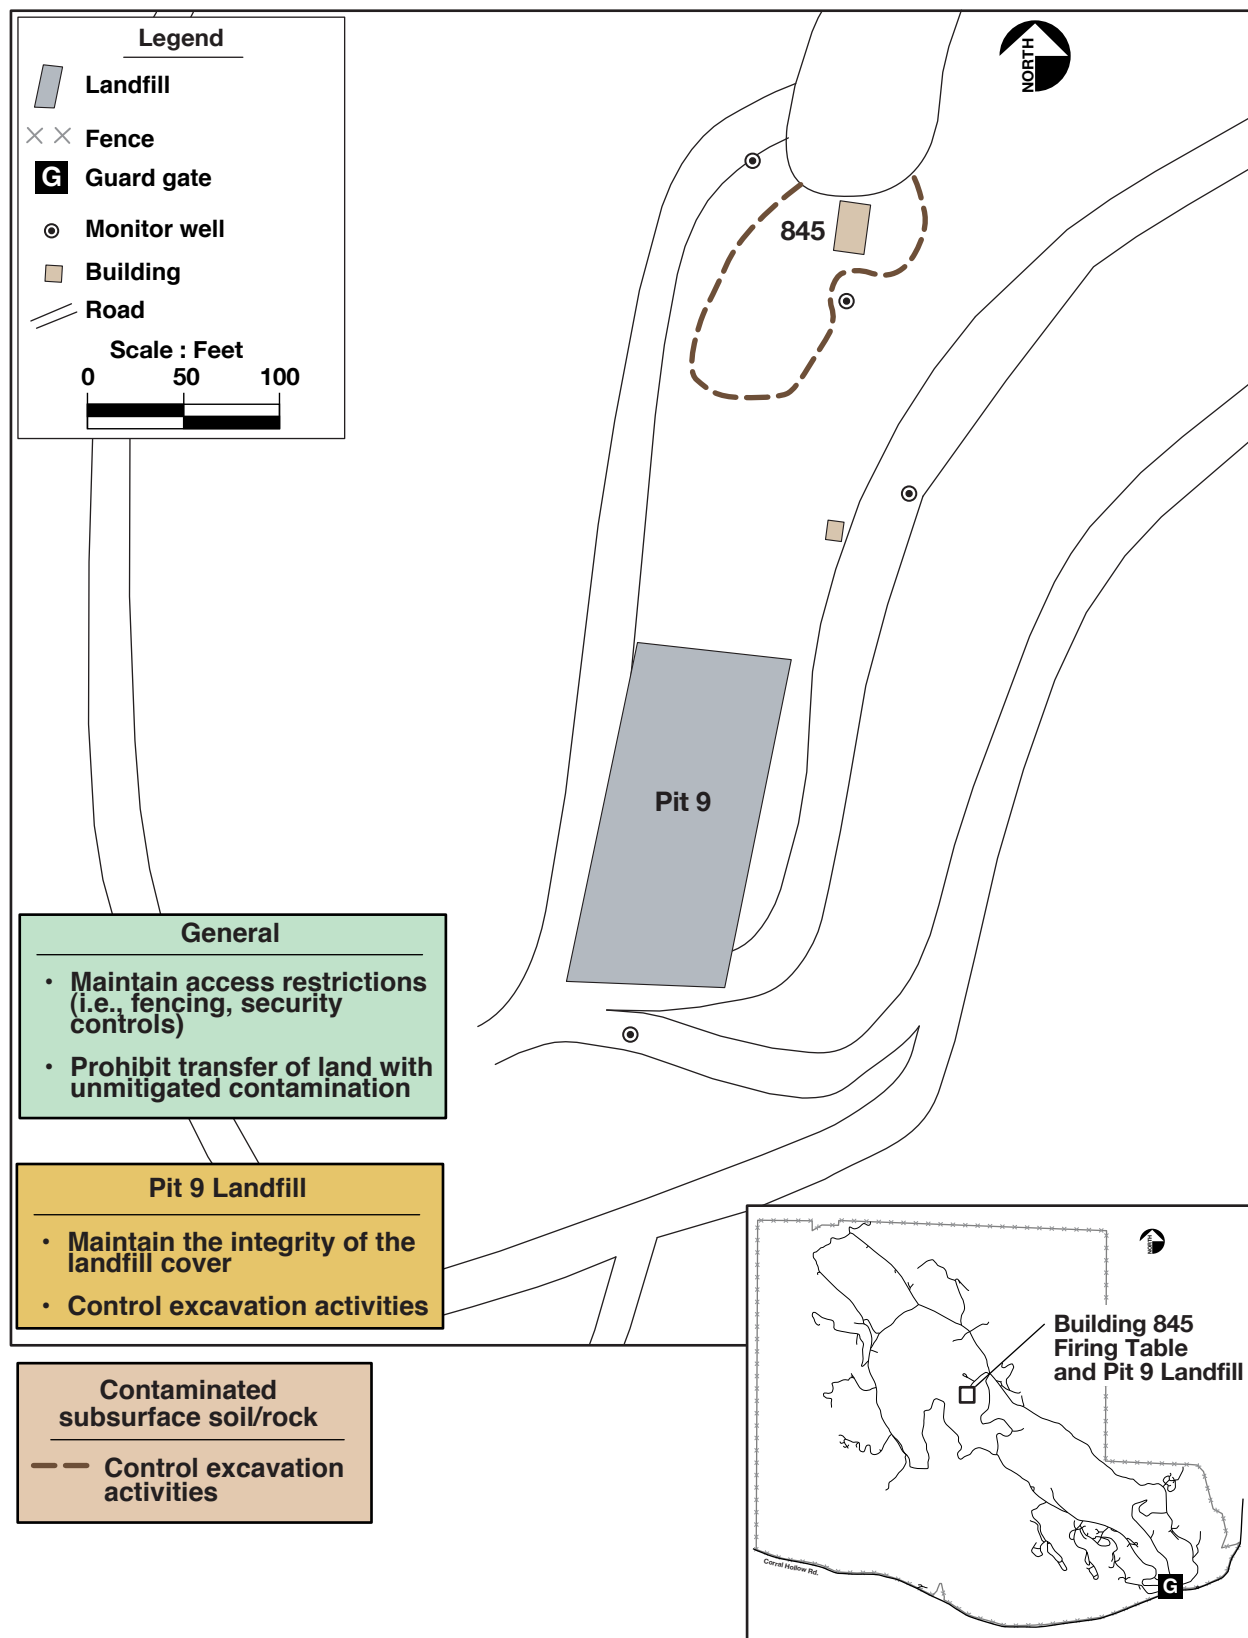 Legend
Landfill
Fence
G Guard gate
Monitor well
Building
Road
Scale : Feet
0 50 100
NORTH
845
Pit 9
General
• Maintain access restrictions
(i.e., fencing, security
controls)
• Prohibit transfer of land with
unmitigated contamination
Pit 9 Landfill
• Maintain the integrity of the
landfill cover
• Control excavation activities
Contaminated
subsurface soil/rock
Control excavation
activities
NORTH
Building 845
Firing Table
and Pit 9 Landfill
Corral Hollow Rd.
G